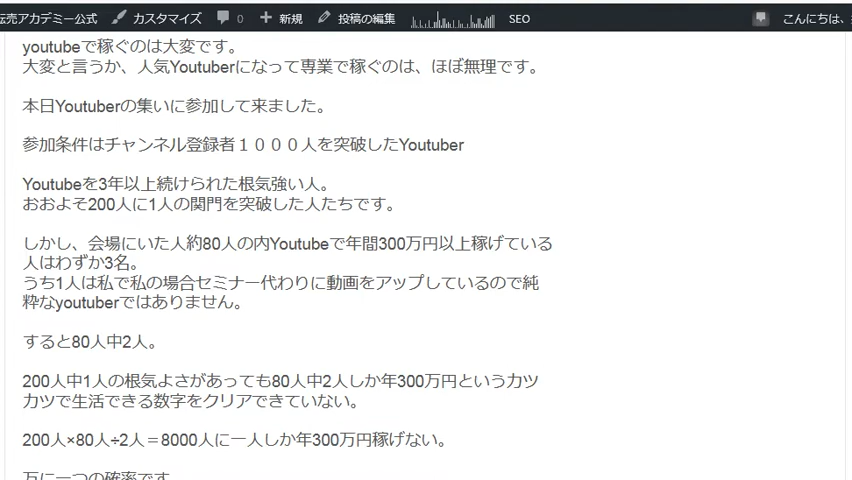 転売アカデミー公式 カスタマイズ 0 新規 投稿の編集 SEO こんにちは、
youtubeで稼ぐのは大変です。
大変と言うか、人気Youtuberになって専業で稼ぐのは、ほぼ無理です。
本日Youtuberの集いに参加して来ました。
参加条件はチャンネル登録者１０００人を突破したYoutuber
Youtubeを3年以上続けられた根気強い人。
おおよそ200人に1人の関門を突破した人たちです。
しかし、会場にいた人約80人の内Youtubeで年間300万円以上稼げている
人はわずか3名。
うち1人は私で私の場合セミナー代わりに動画をアップしているので純
粋なyoutuberではありません。
すると80人中2人。
200人中1人の根気よさがあっても80人中2人しか年300万円というカツ
カツで生活できる数字をクリアできていない。
200人×80人÷2人＝8000人に一人しか年300万円稼げない。
万に一つの確率です